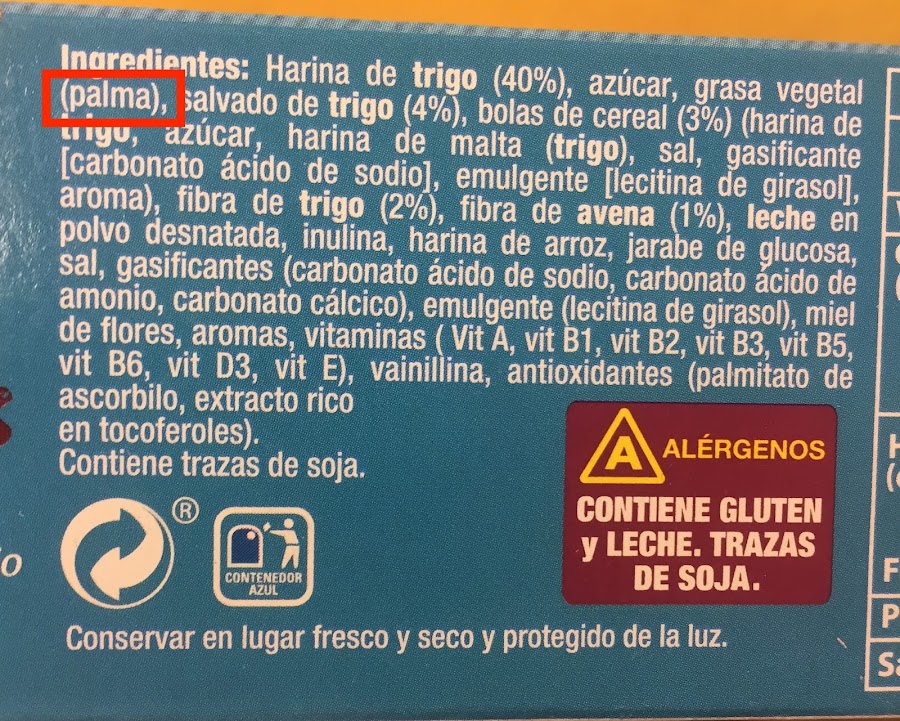 Ingredientes: Harina de trigo (40%), azúcar, grasa vegetal
(palma), salvado de trigo (4%), bolas de cereal (3%) (harina de
trigo, azúcar, harina de malta (trigo), sal, gasificante
[carbonato ácido de sodio], emulgente [lecitina de girasol],
aroma), fibra de trigo (2%), fibra de avena (1%), leche en
polvo desnatada, inulina, harina de arroz, jarabe de glucosa,
sal, gasificantes (carbonato ácido de sodio, carbonato ácido de
amonio, carbonato cálcico), emulgente (lecitina de girasol), miel
de flores, aromas, vitaminas ( Vit A, vit B1, vit B2, vit B3, vit B5,
vit B6, vit D3, vit E), vainillina, antioxidantes (palmitato de
ascorbilo, extracto rico
en tocoferoles).
Contiene trazas de soja.
A ALÉRGENOS
CONTIENE GLUTEN
y LECHE. TRAZAS
DE SOJA.
®
CONTENEDOR
AZUL
Conservar en lugar fresco y seco y protegido de la luz.